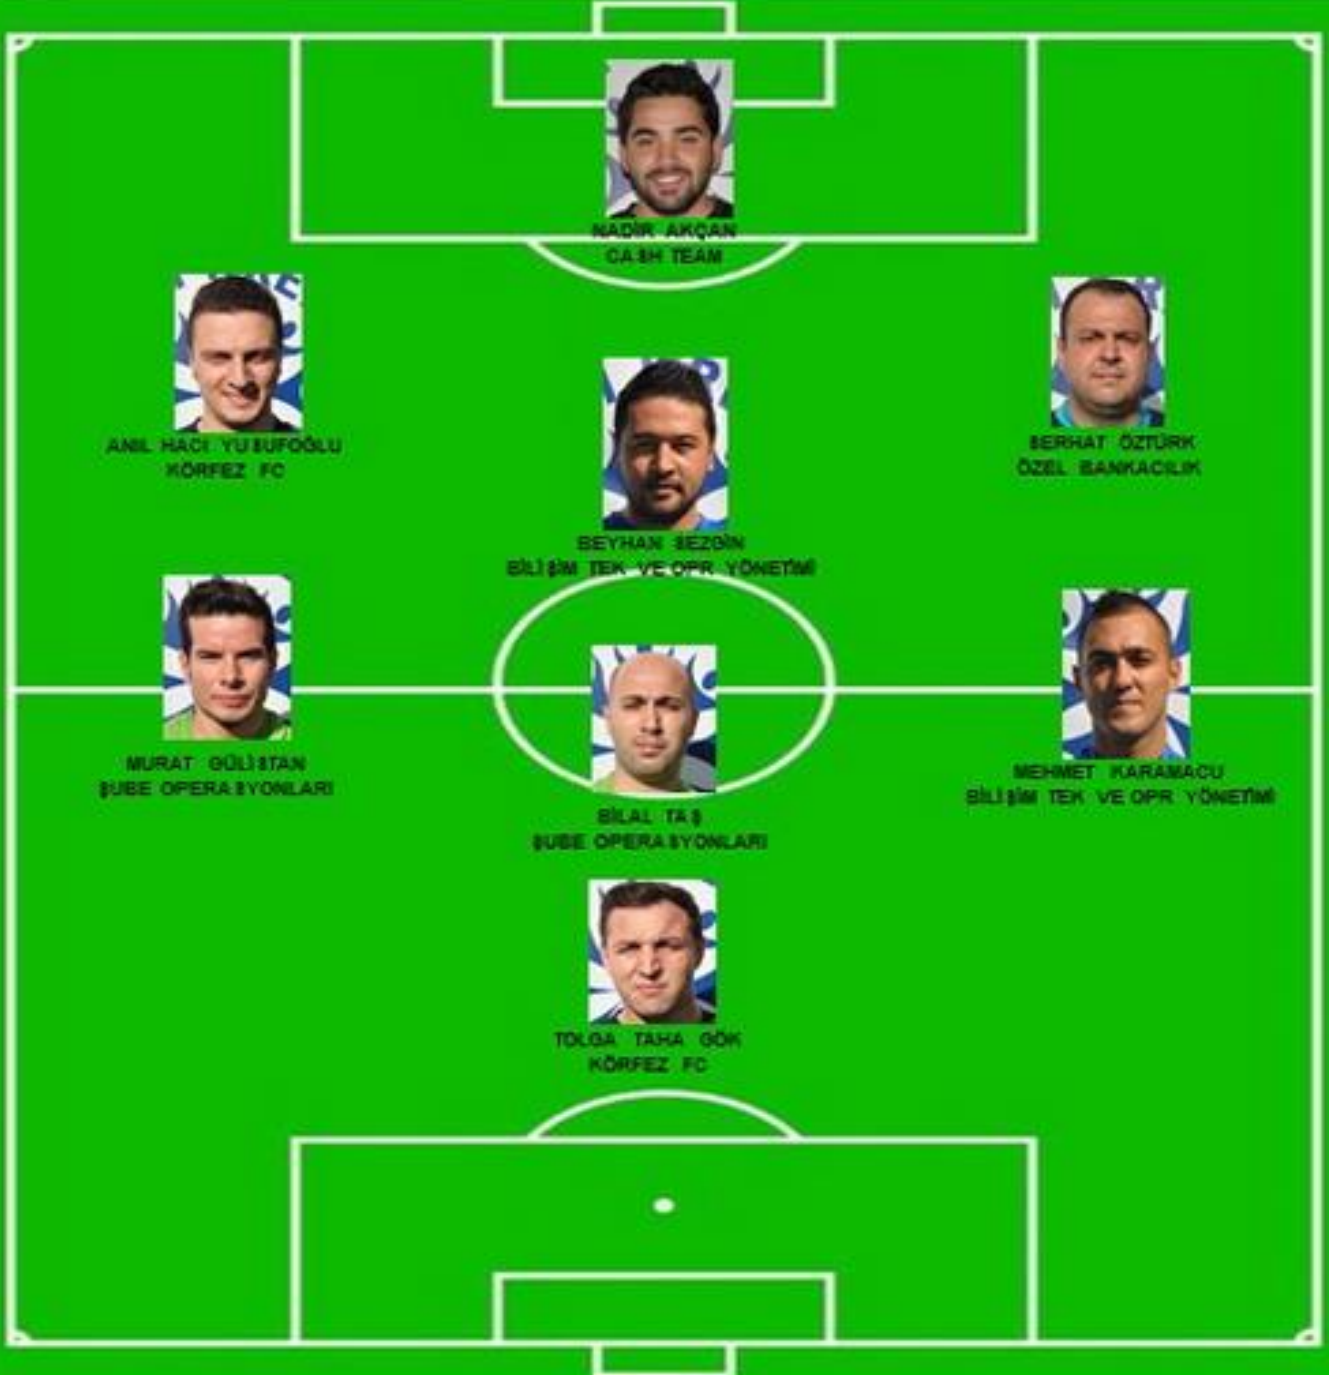 NADİR AKÇAN
CASH TEAM
ANIL HACI YUSUFOĞLU
KÖRFEZ FC
SERHAT ÖZTÜRK
ÖZEL BANKACILIK
BEYHAN SEZGİN
BİLİŞİM TEK VE OPR YÖNETİMİ
MURAT GÜLİSTAN
ŞUBE OPERASYONLARI
MEHMET KARAMACU
BİLİŞİM TEK VE OPR YÖNETİMİ
BİLAL TAŞ
ŞUBE OPERASYONLARI
TOLGA TAHA GÖK
KÖRFEZ FC